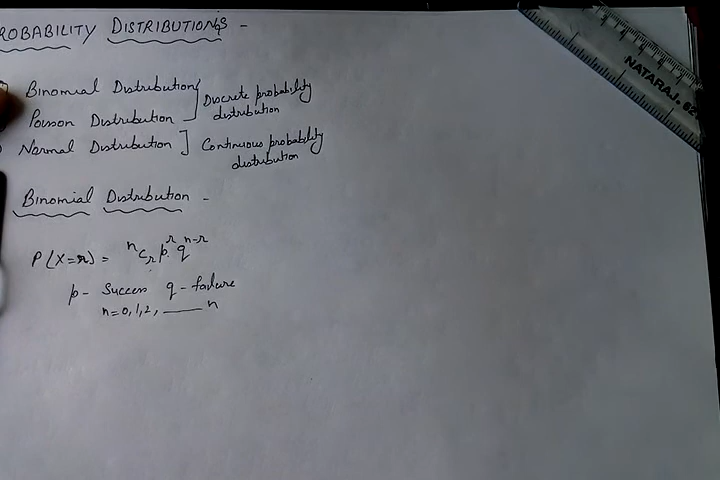 ROBABILITY DISTRIBUTIONS -
Binomial Distribution
Poisson Distribution
Discrete probability
distribution
Normal Distribution ]
Continuous probability
distribution
Binomial Distribution -
P(X=r) = ⁿCᵣ pʳ qⁿ⁻ʳ
p - Success q - failure
n=0,1,2, —— n
NATARAJ. 62